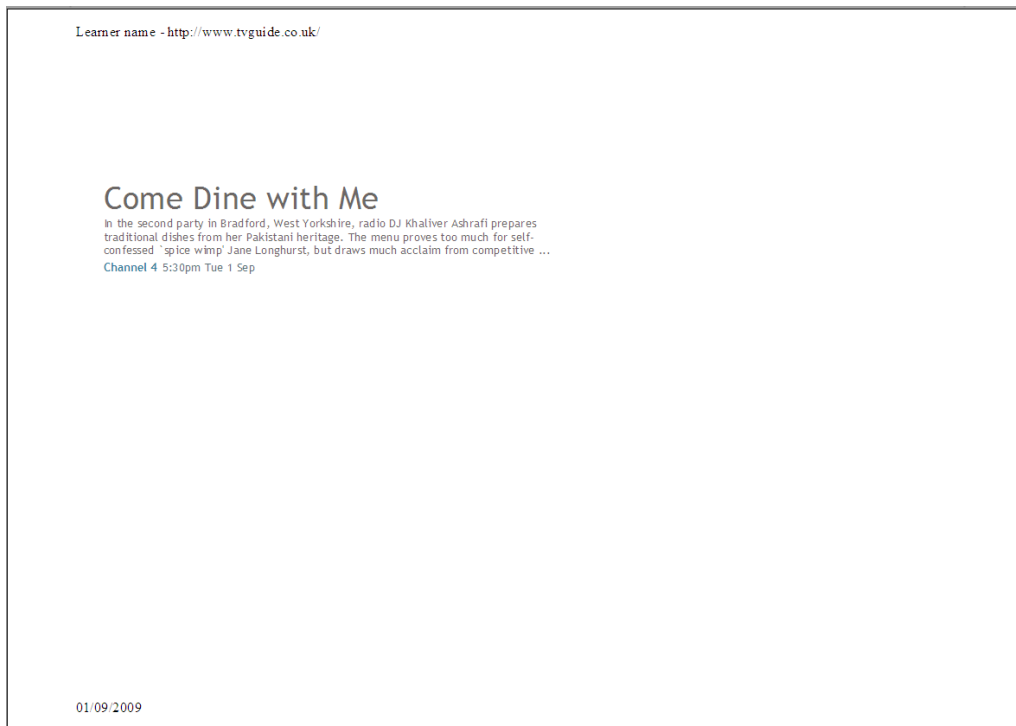 Learner name - http://www.tvguide.co.uk/
Come Dine with Me
In the second party in Bradford, West Yorkshire, radio DJ Khaliver Ashrafi prepares
traditional dishes from her Pakistani heritage. The menu proves too much for self-
confessed `spice wimp' Jane Longhurst, but draws much acclaim from competitive ...
Channel 4 5:30pm Tue 1 Sep
01/09/2009